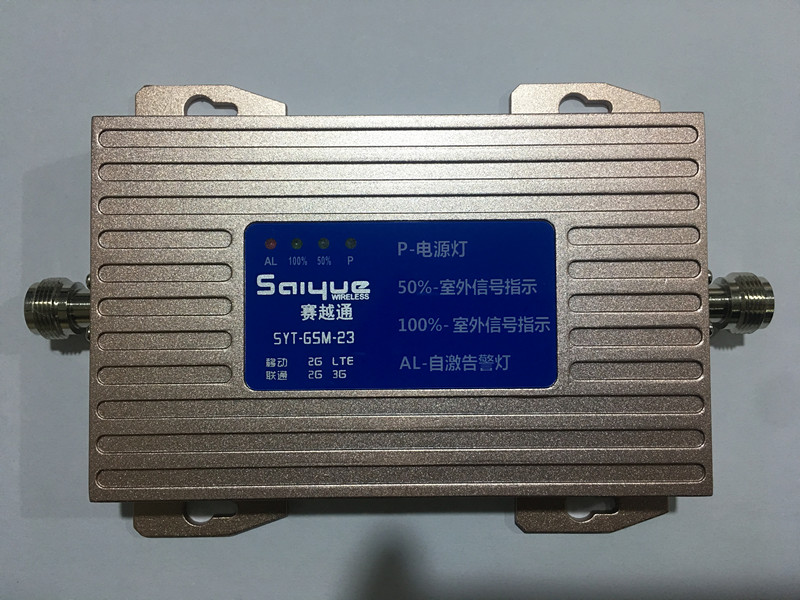 AL 100% 50% P
Saiyue
WIRELESS
赛越通
SYT-GSM-23
移动 2G LTE
联通 2G 3G
P-电源灯
50%-室外信号指示
100%-室外信号指示
AL-自激告警灯